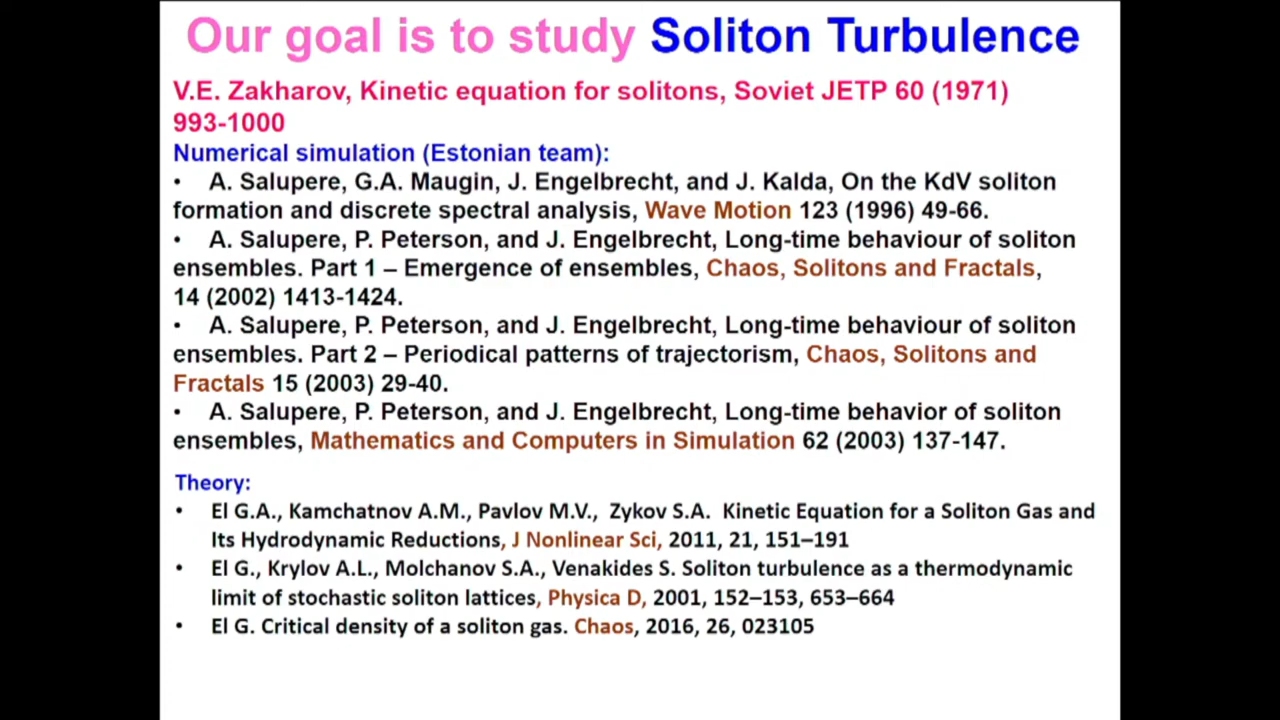 Our goal is to study Soliton Turbulence
V.E. Zakharov, Kinetic equation for solitons, Soviet JETP 60 (1971)
993-1000
Numerical simulation (Estonian team):
• A. Salupere, G.A. Maugin, J. Engelbrecht, and J. Kalda, On the KdV soliton
formation and discrete spectral analysis, Wave Motion 123 (1996) 49-66.
• A. Salupere, P. Peterson, and J. Engelbrecht, Long-time behaviour of soliton
ensembles. Part 1 – Emergence of ensembles, Chaos, Solitons and Fractals,
14 (2002) 1413-1424.
• A. Salupere, P. Peterson, and J. Engelbrecht, Long-time behaviour of soliton
ensembles. Part 2 – Periodical patterns of trajectorism, Chaos, Solitons and
Fractals 15 (2003) 29-40.
• A. Salupere, P. Peterson, and J. Engelbrecht, Long-time behavior of soliton
ensembles, Mathematics and Computers in Simulation 62 (2003) 137-147.
Theory:
• El G.A., Kamchatnov A.M., Pavlov M.V., Zykov S.A. Kinetic Equation for a Soliton Gas and
Its Hydrodynamic Reductions, J Nonlinear Sci, 2011, 21, 151–191
• El G., Krylov A.L., Molchanov S.A., Venakides S. Soliton turbulence as a thermodynamic
limit of stochastic soliton lattices, Physica D, 2001, 152–153, 653–664
• El G. Critical density of a soliton gas. Chaos, 2016, 26, 023105